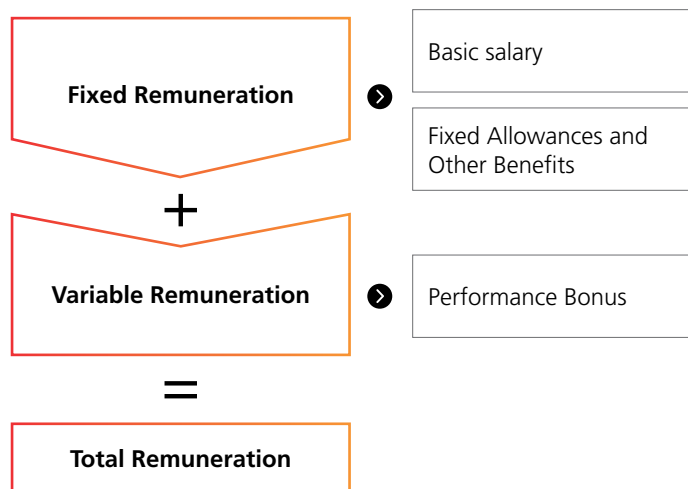 Fixed Remuneration
Basic salary
Fixed Allowances and
Other Benefits
+
Variable Remuneration
Performance Bonus
=
Total Remuneration